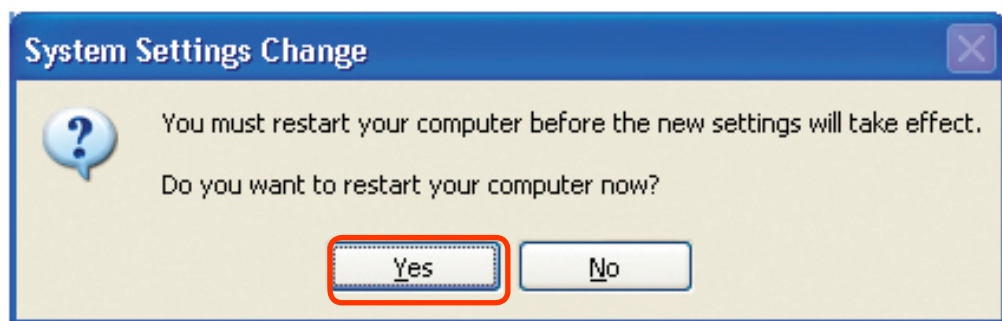 System Settings Change
You must restart your computer before the new settings will take effect.
Do you want to restart your computer now?
Yes
No